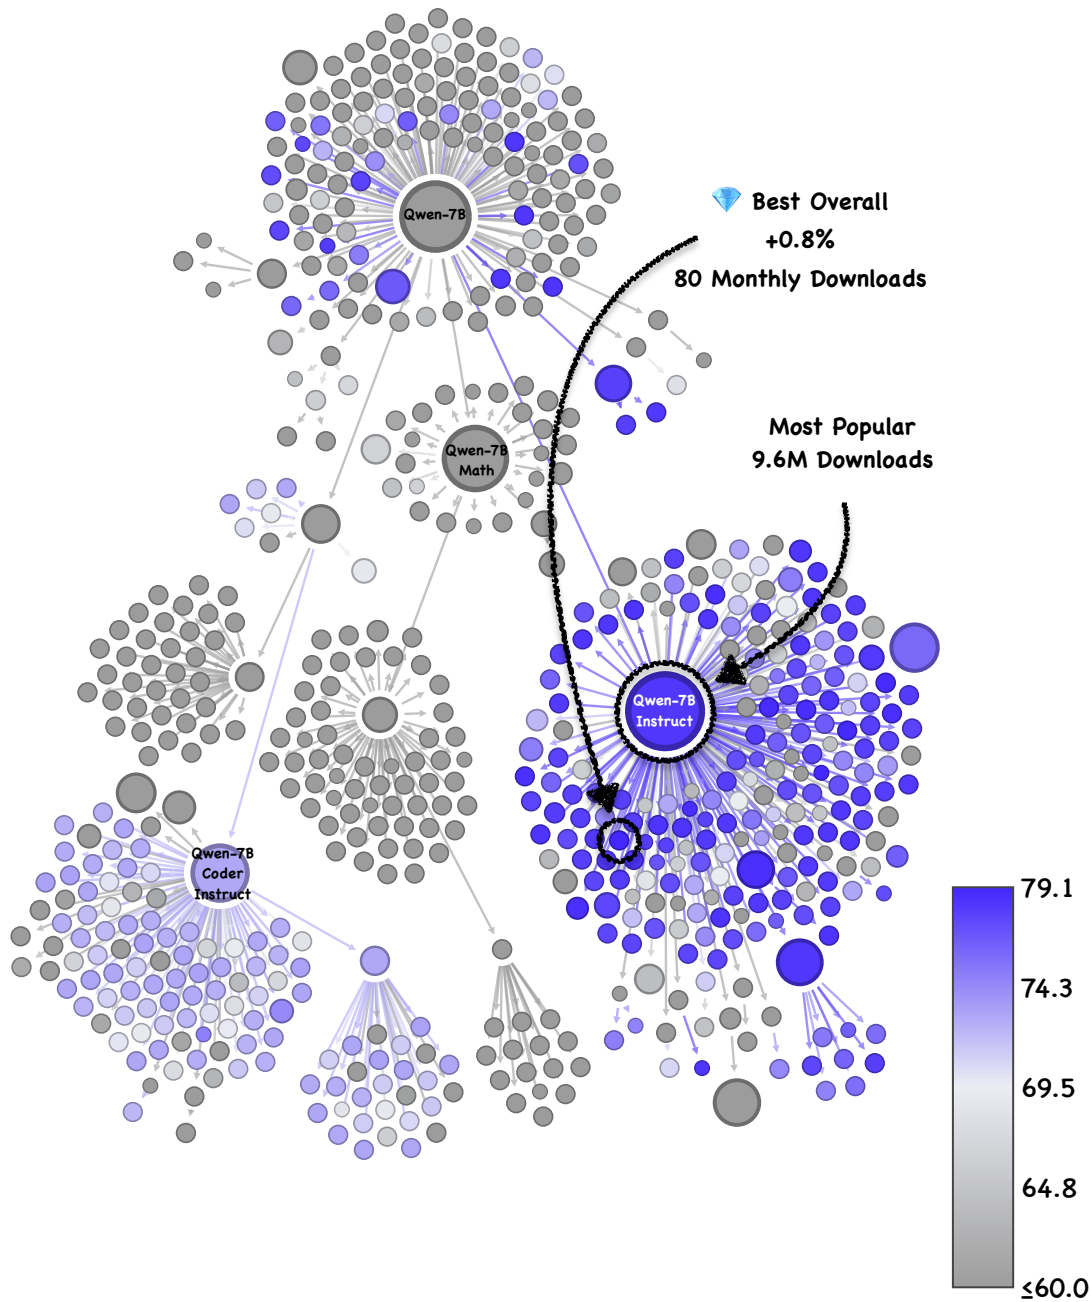 Qwen-7B
Best Overall
+0.8%
80 Monthly Downloads
Most Popular
9.6M Downloads
Qwen-7B
Math
Qwen-7B
Instruct
Qwen-7B
Coder
Instruct
79.1
74.3
69.5
64.8
≤60.0